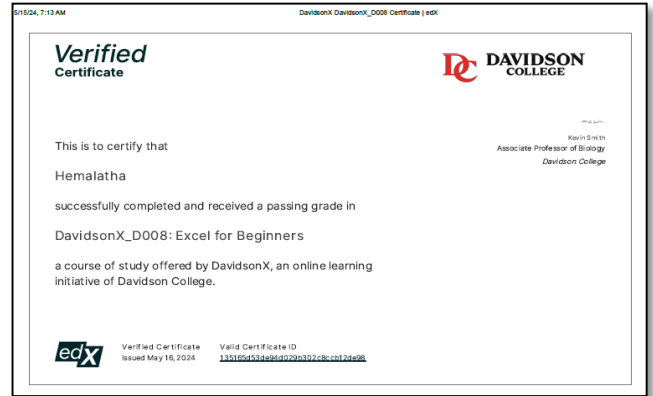 5/15/24, 7:13 AM
DavidsonX DavidsonX_D008 Certificate | edX
Verified
Certificate
DC DAVIDSON
COLLEGE
Kevin Smith
Associate Professor of Biology
Davidson College
This is to certify that
Hemalatha
successfully completed and received a passing grade in
DavidsonX_D008: Excel for Beginners
a course of study offered by DavidsonX, an online learning
initiative of Davidson College.
edX
Verified Certificate
Issued May 16, 2024
Valid Certificate ID
135165d53de94d029b302c8ccb12de98